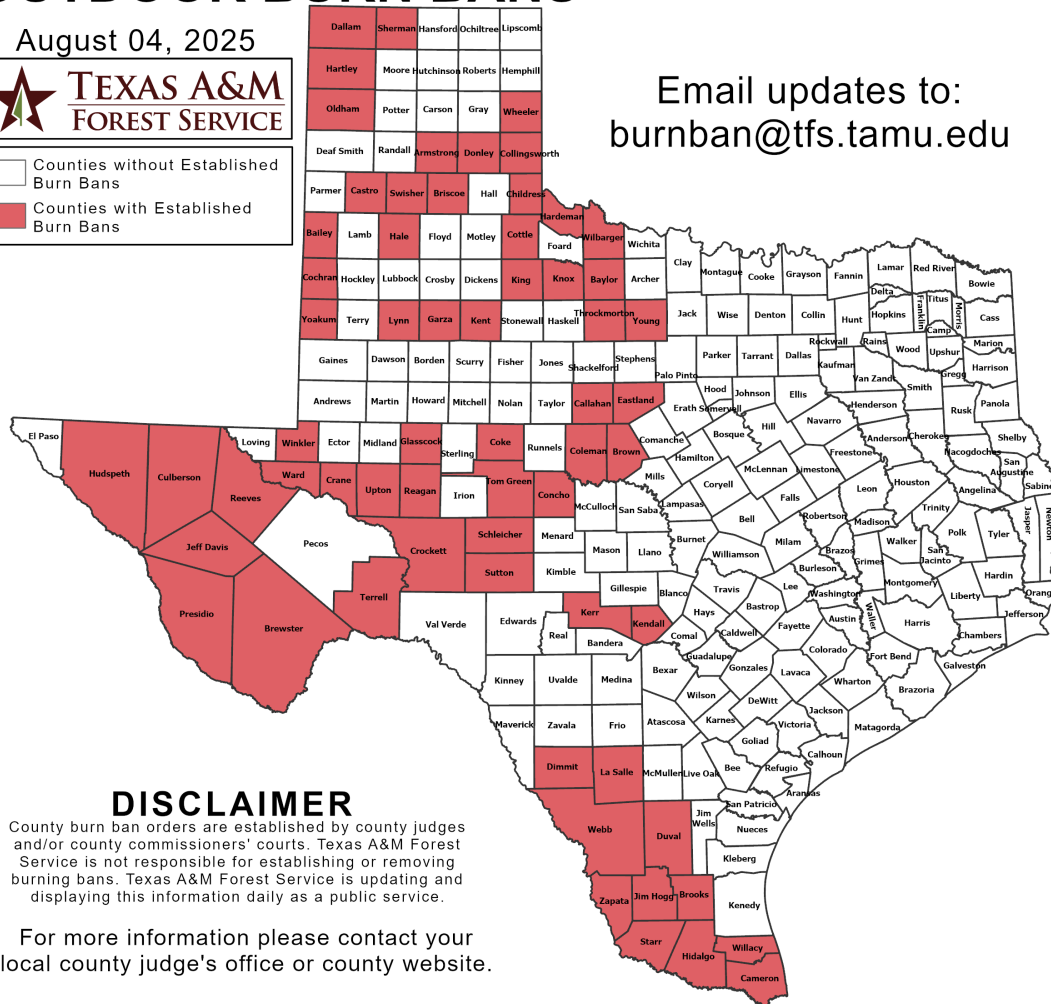 August 04, 2025
TEXAS A&M
FOREST SERVICE
Counties without Established
Burn Bans
Counties with Established
Burn Bans
Email updates to:
burnban@tfs.tamu.edu
Dallam Sherman Hansford Ochiltree Lipscomb
Hartley Moore Hutchinson Roberts Hemphill
Oldham Potter Carson Gray Wheeler
Deaf Smith Randall Armstrong Donley Collingsworth
Parmer Castro Swisher Briscoe Hall Childress
Hardeman
Bailey Lamb Hale Floyd Motley Cottle Foard Wilbarger Wichita
Clay Montague Cooke Grayson Fannin Lamar Red River Bowie
Cochran Hockley Lubbock Crosby Dickens King Knox Baylor Archer
Delta Franklin Titus Morris Cass
Yoakum Terry Lynn Garza Kent Stonewall Haskell Throckmorton Young Jack Wise Denton Collin Hunt Hopkins Camp
Rockwall Rains Wood Upshur Marion
Gaines Dawson Borden Scurry Fisher Jones Shackelford Stephens Palo Pinto Parker Tarrant Dallas Kaufman Van Zandt Smith Gregg Harrison
Andrews Martin Howard Mitchell Nolan Taylor Callahan Eastland Erath Hood Somervell Johnson Ellis Henderson Rusk Panola
El Paso Loving Winkler Ector Midland Glasscock Sterling Coke Runnels Coleman Brown Comanche Bosque Hill Navarro Anderson Cherokee Shelby
Hudspeth Culberson Reeves Ward Crane Upton Reagan Irion Tom Green Concho McCulloch San Saba Mills Hamilton McLennan Limestone Freestone Nacogdoches San
Augustine Sabine
Lampasas Coryell Falls Leon Houston Angelina Trinity
Jeff Davis Pecos Crockett Schleicher Menard Mason Llano Burnet Bell Milam Robertson Madison Walker Polk Tyler Jasper Newton
San
Jacinto
Terrell Sutton Kimble Gillespie Blanco Williamson Brazos Burleson Grimes Montgomery Liberty Hardin
Presidio Brewster Val Verde Edwards Kerr Kendall Travis Lee Washington Waller Harris Jefferson
Real Bandera Comal Hays Bastrop Caldwell Fayette Austin Chambers
Kinney Uvalde Medina Bexar Guadalupe Gonzales Lavaca Colorado Fort Bend Galveston
Maverick Zavala Frio Atascosa Wilson Karnes DeWitt Wharton Brazoria
Jackson Victoria Matagorda
Goliad Calhoun
Dimmit La Salle McMullen Live Oak Bee Refugio Aransas
San Patricio
Webb Duval Jim
Wells Nueces
Kleberg
Zapata Jim Hogg Brooks Kenedy
Starr Hidalgo Willacy
Cameron
DISCLAIMER
County burn ban orders are established by county judges
and/or county commissioners' courts. Texas A&M Forest
Service is not responsible for establishing or removing
burning bans. Texas A&M Forest Service is updating and
displaying this information daily as a public service.
For more information please contact your
local county judge's office or county website.